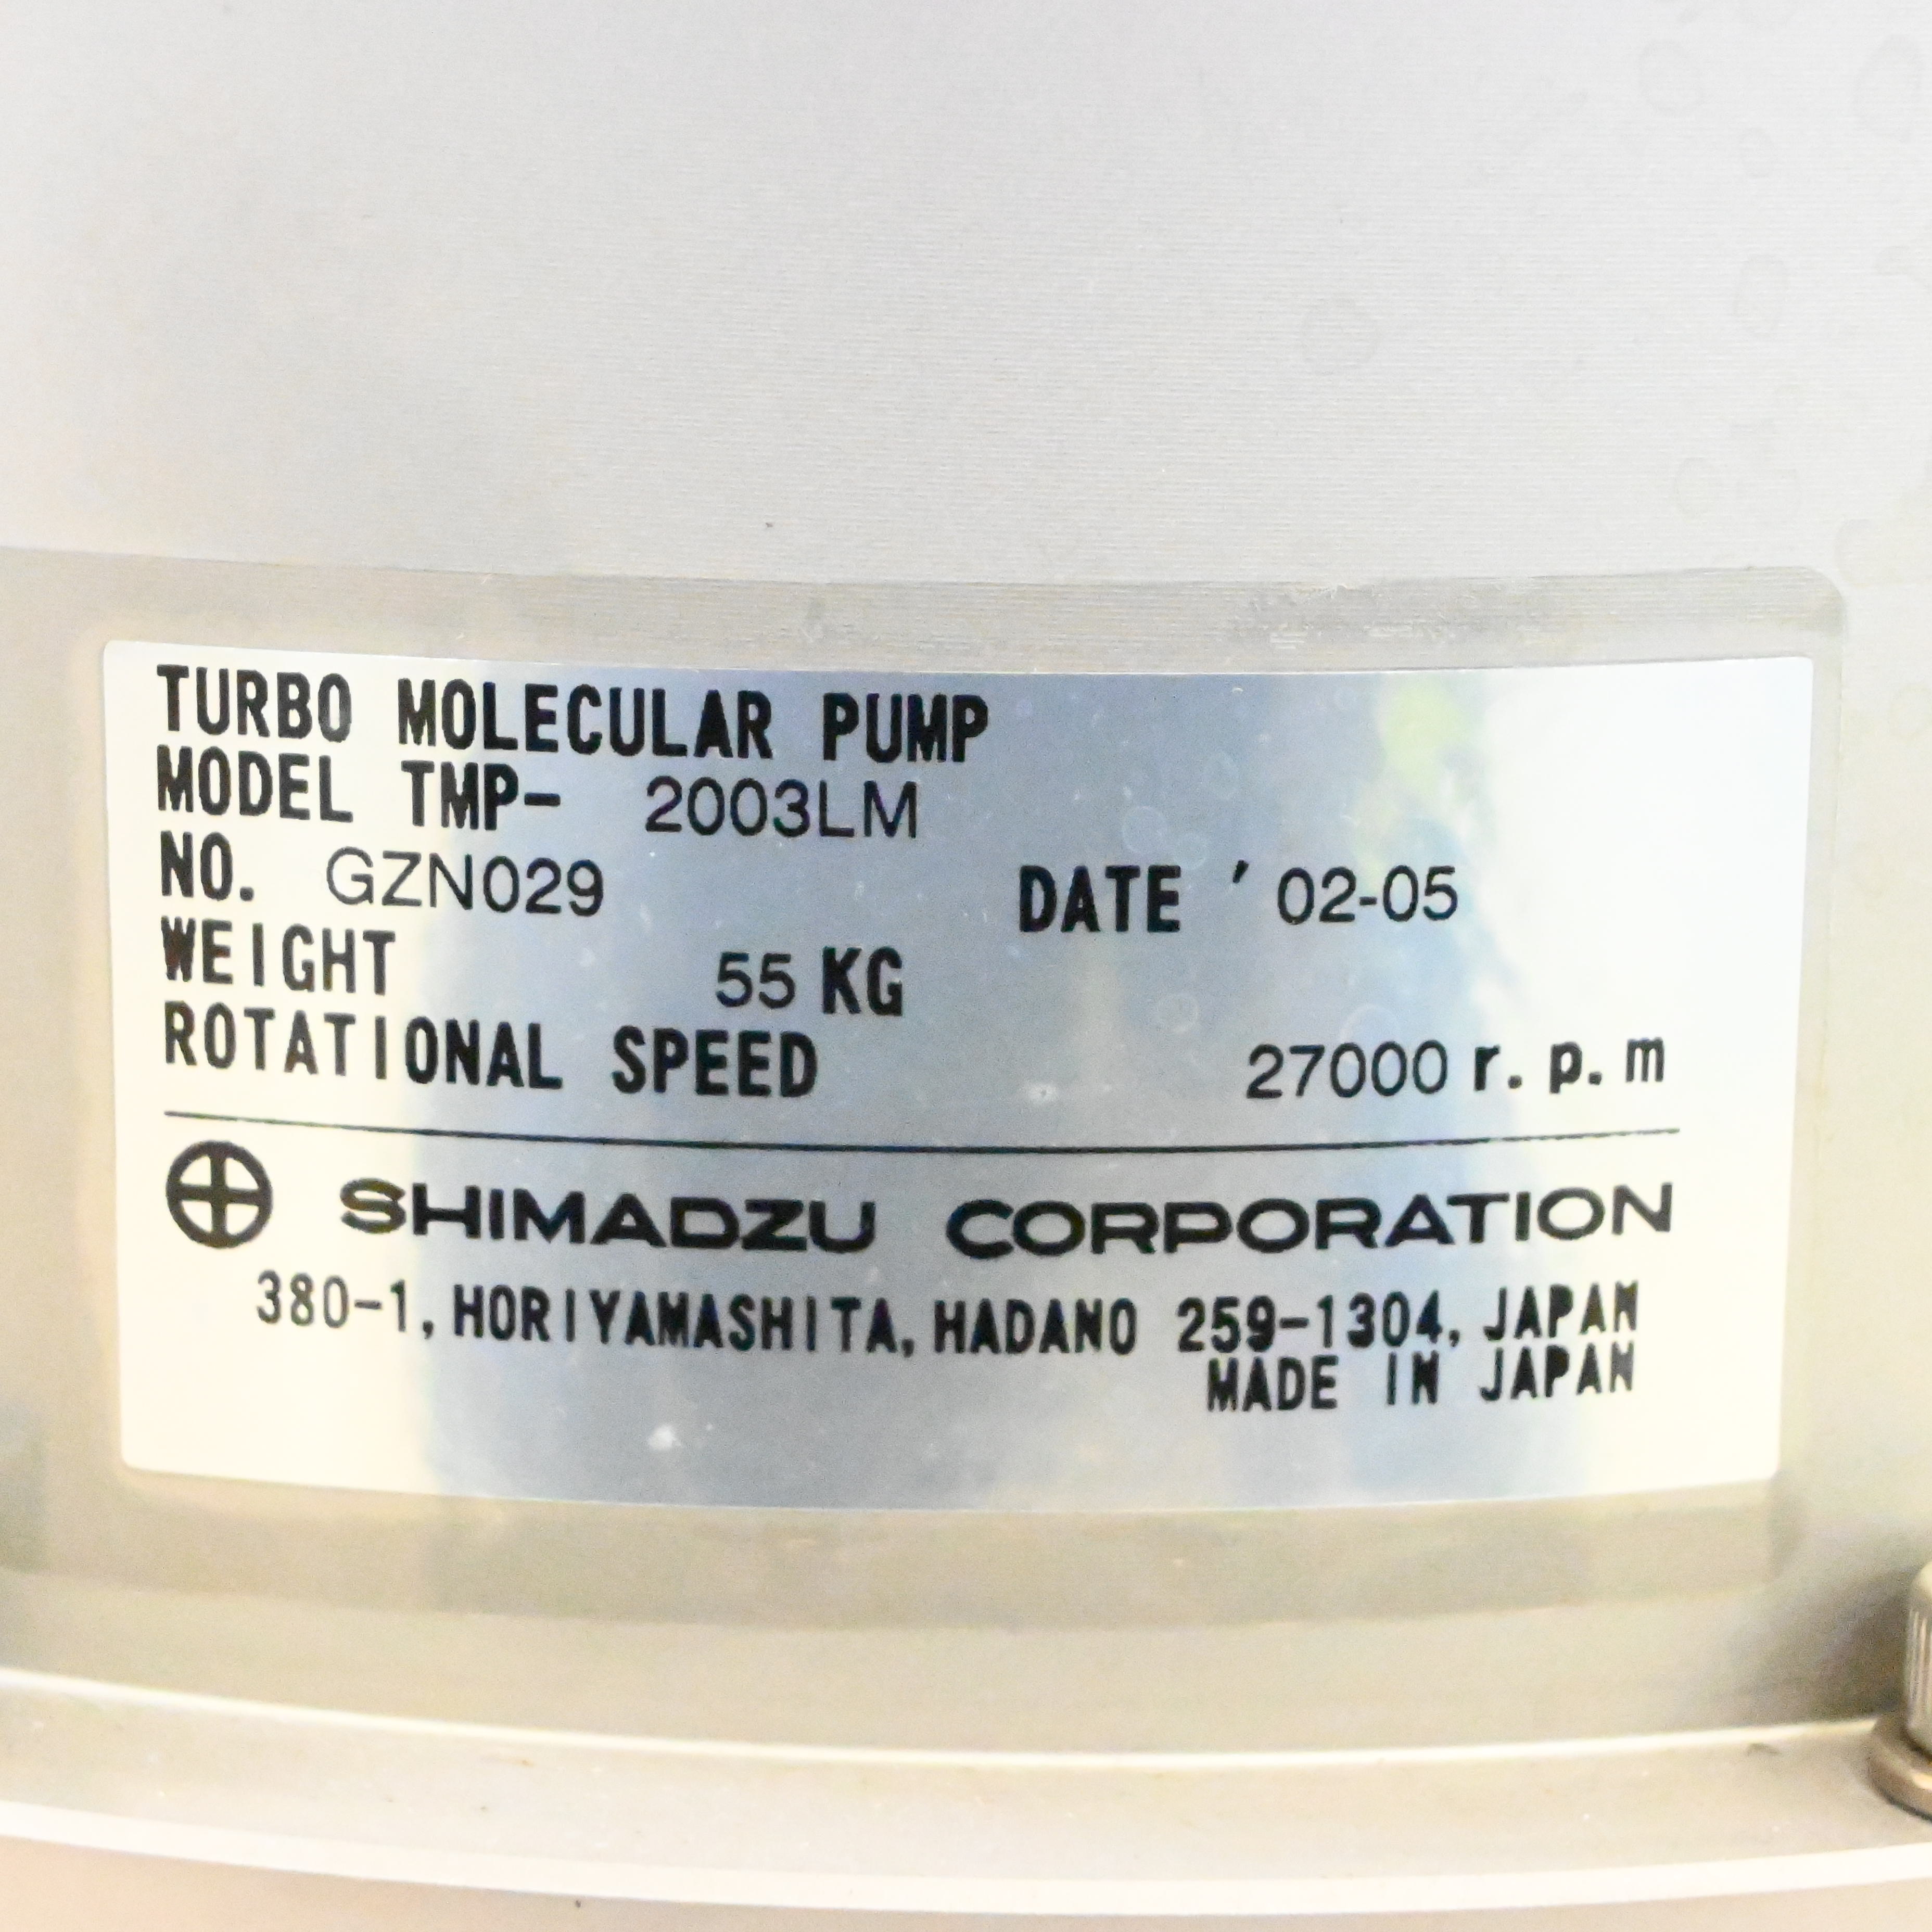 TURBO MOLECULAR PUMP
MODEL TMP- 2003LM
NO. GZN029 DATE '02-05
WEIGHT 55 KG
ROTATIONAL SPEED 27000 r.p.m
SHIMADZU CORPORATION
380-1, HORIYAMASHITA, HADANO 259-1304, JAPAN
MADE IN JAPAN